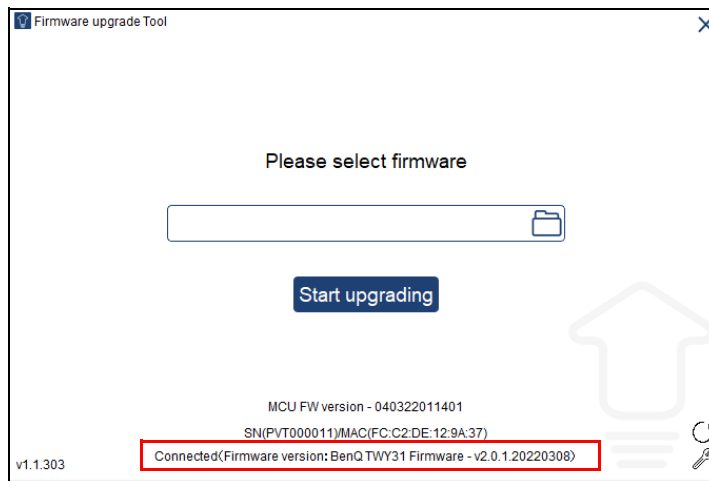 Firmware upgrade Tool
Please select firmware
Start upgrading
MCU FW version - 040322011401
SN(PVT000011)/MAC(FC:C2:DE:12:9A:37)
Connected(Firmware version: BenQ TWY31 Firmware - v2.0.1.20220308)
v1.1.303